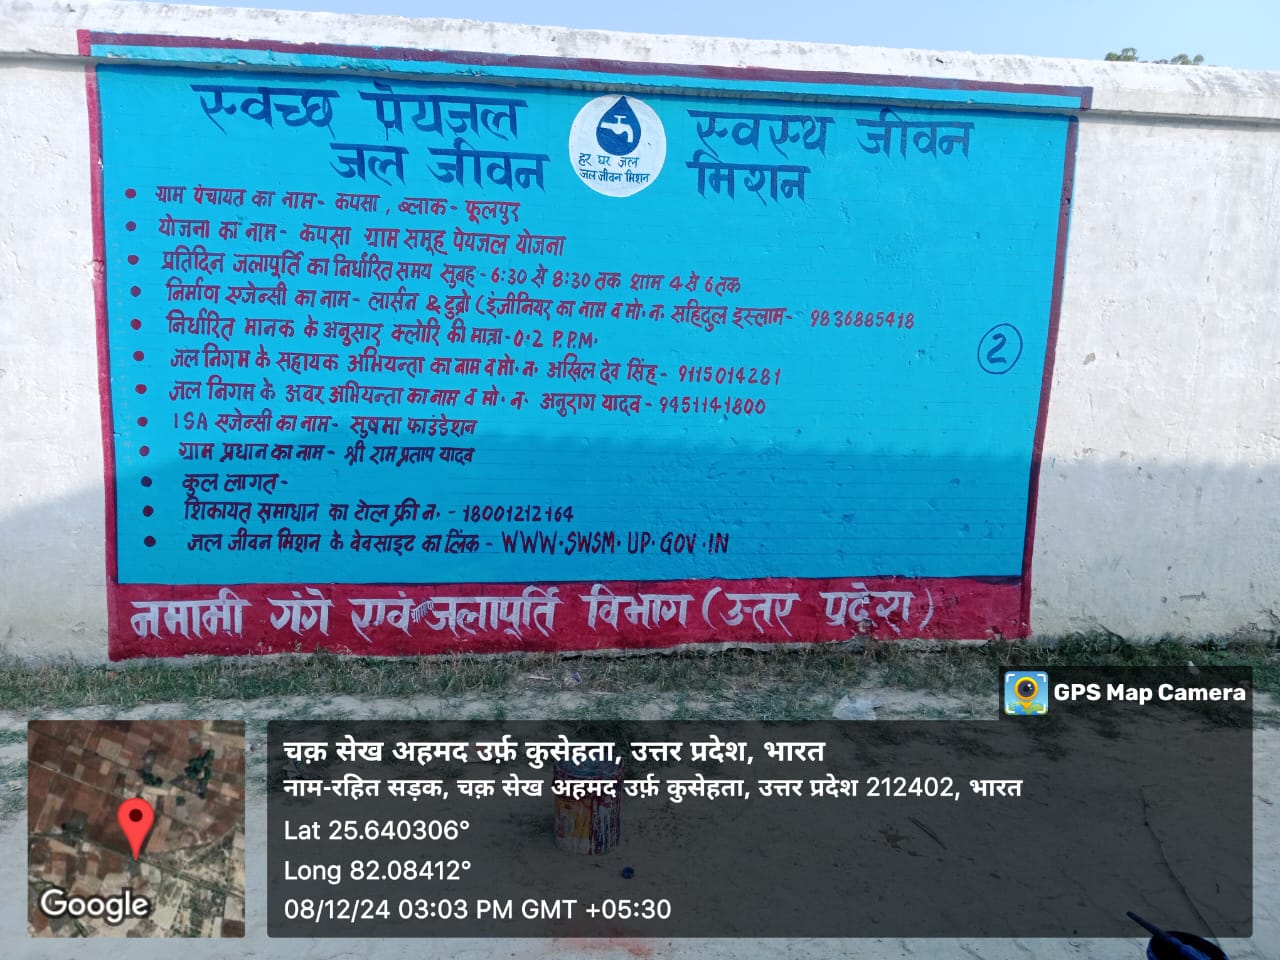 स्वच्छ पेयजल स्वस्थ जीवन
जल जीवन मिशन
हर घर जल
जल जीवन मिशन
• ग्राम पंचायत का नाम - कपसा , ब्लाक - फूलपुर
• योजना का नाम - कपसा ग्राम समूह पेयजल योजना
• प्रतिदिन जलापूर्ति का निर्धारित समय सुबह - 6:30 से 8:30 तक शाम 4 से 6 तक
• निर्माण एजेन्सी का नाम - लार्सन & टुब्रो (इंजीनियर का नाम व मो. न. सहिदुल इस्लाम - 9836885418
• निर्धारित मानक के अनुसार क्लोरि की मात्रा - 0.2 P.P.M.
• जल निगम के सहायक अभियन्ता का नाम व मो. न. अखिल देव सिंह - 9115014281
• जल निगम के अवर अभियन्ता का नाम व मो. न. अनुराग यादव - 9451141800
• ISA एजेन्सी का नाम - सुषमा फाउंडेशन
• ग्राम प्रधान का नाम - श्री राम प्रताप यादव
• कुल लागत -
• शिकायत समाधान का टोल फ्री न. - 18001212164
• जल जीवन मिशन के वेवसाइट का लिंक - WWW.SWSM.UP.GOV.IN
2
नमामी गंगे एवं ग्रामीण जलापूर्ति विभाग (उत्तर प्रदेश)
GPS Map Camera
चक़ सेख अहमद उर्फ़ कुसेहता, उत्तर प्रदेश, भारत
नाम-रहित सड़क, चक़ सेख अहमद उर्फ़ कुसेहता, उत्तर प्रदेश 212402, भारत
Lat 25.640306°
Long 82.08412°
08/12/24 03:03 PM GMT +05:30
Google